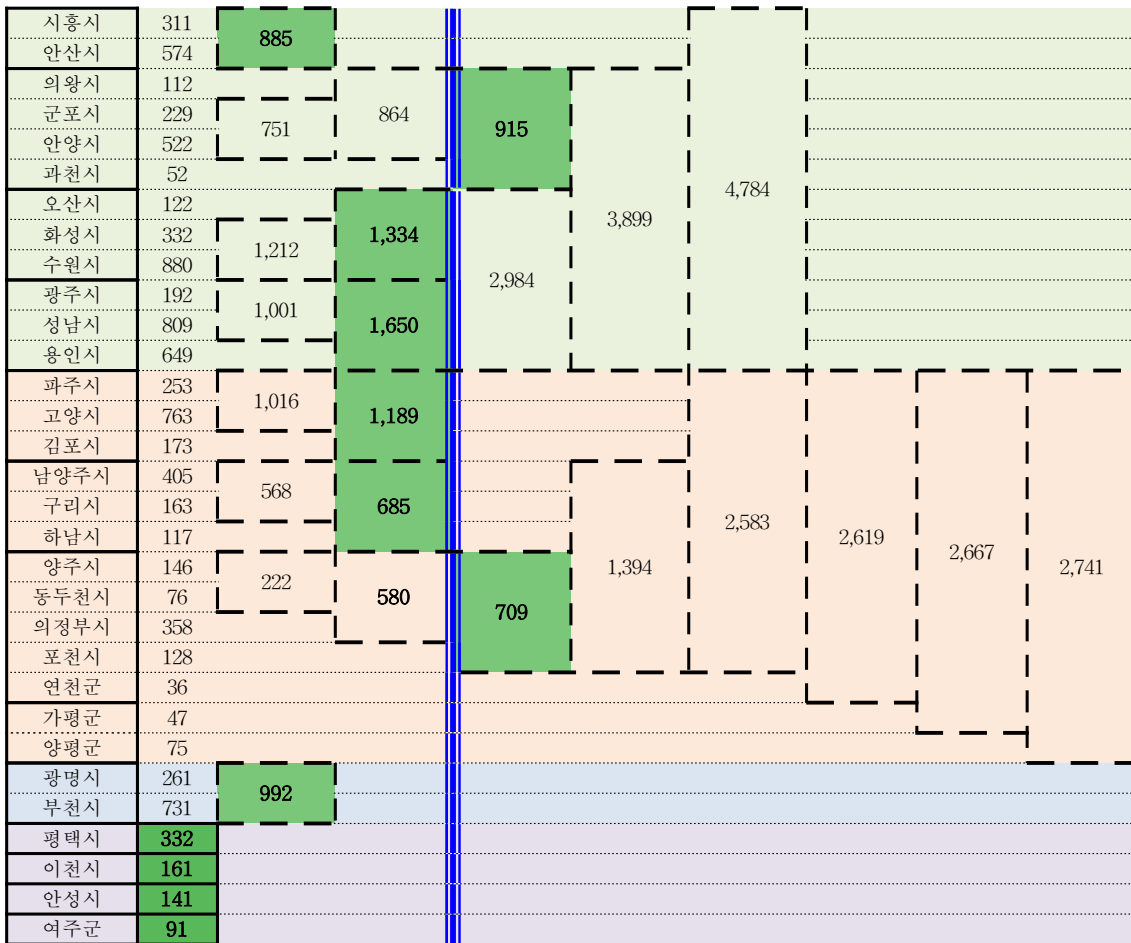 시흥시 311 885
안산시 574
의왕시 112 864 915 3,899 4,784
군포시 229 751
안양시 522
과천시 52
오산시 122 1,334 2,984
화성시 332 1,212
수원시 880
광주시 192 1,001 1,650
성남시 809
용인시 649
파주시 253 1,016 1,189 2,583 2,619 2,667 2,741
고양시 763
김포시 173
남양주시 405 568 685 1,394
구리시 163
하남시 117
양주시 146 222 580 709
동두천시 76
의정부시 358
포천시 128
연천군 36
가평군 47
양평군 75
광명시 261 992
부천시 731
평택시 332
이천시 161
안성시 141
여주군 91